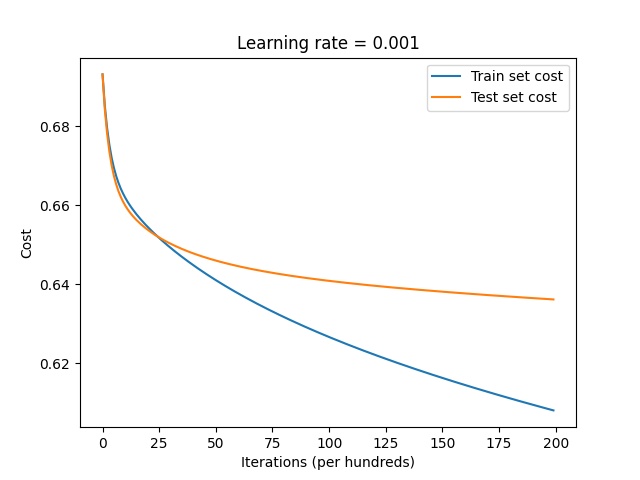 Learning rate = 0.001
Train set cost
Test set cost
0.68
0.66
0.64
0.62
Cost
0 25 50 75 100 125 150 175 200
Iterations (per hundreds)